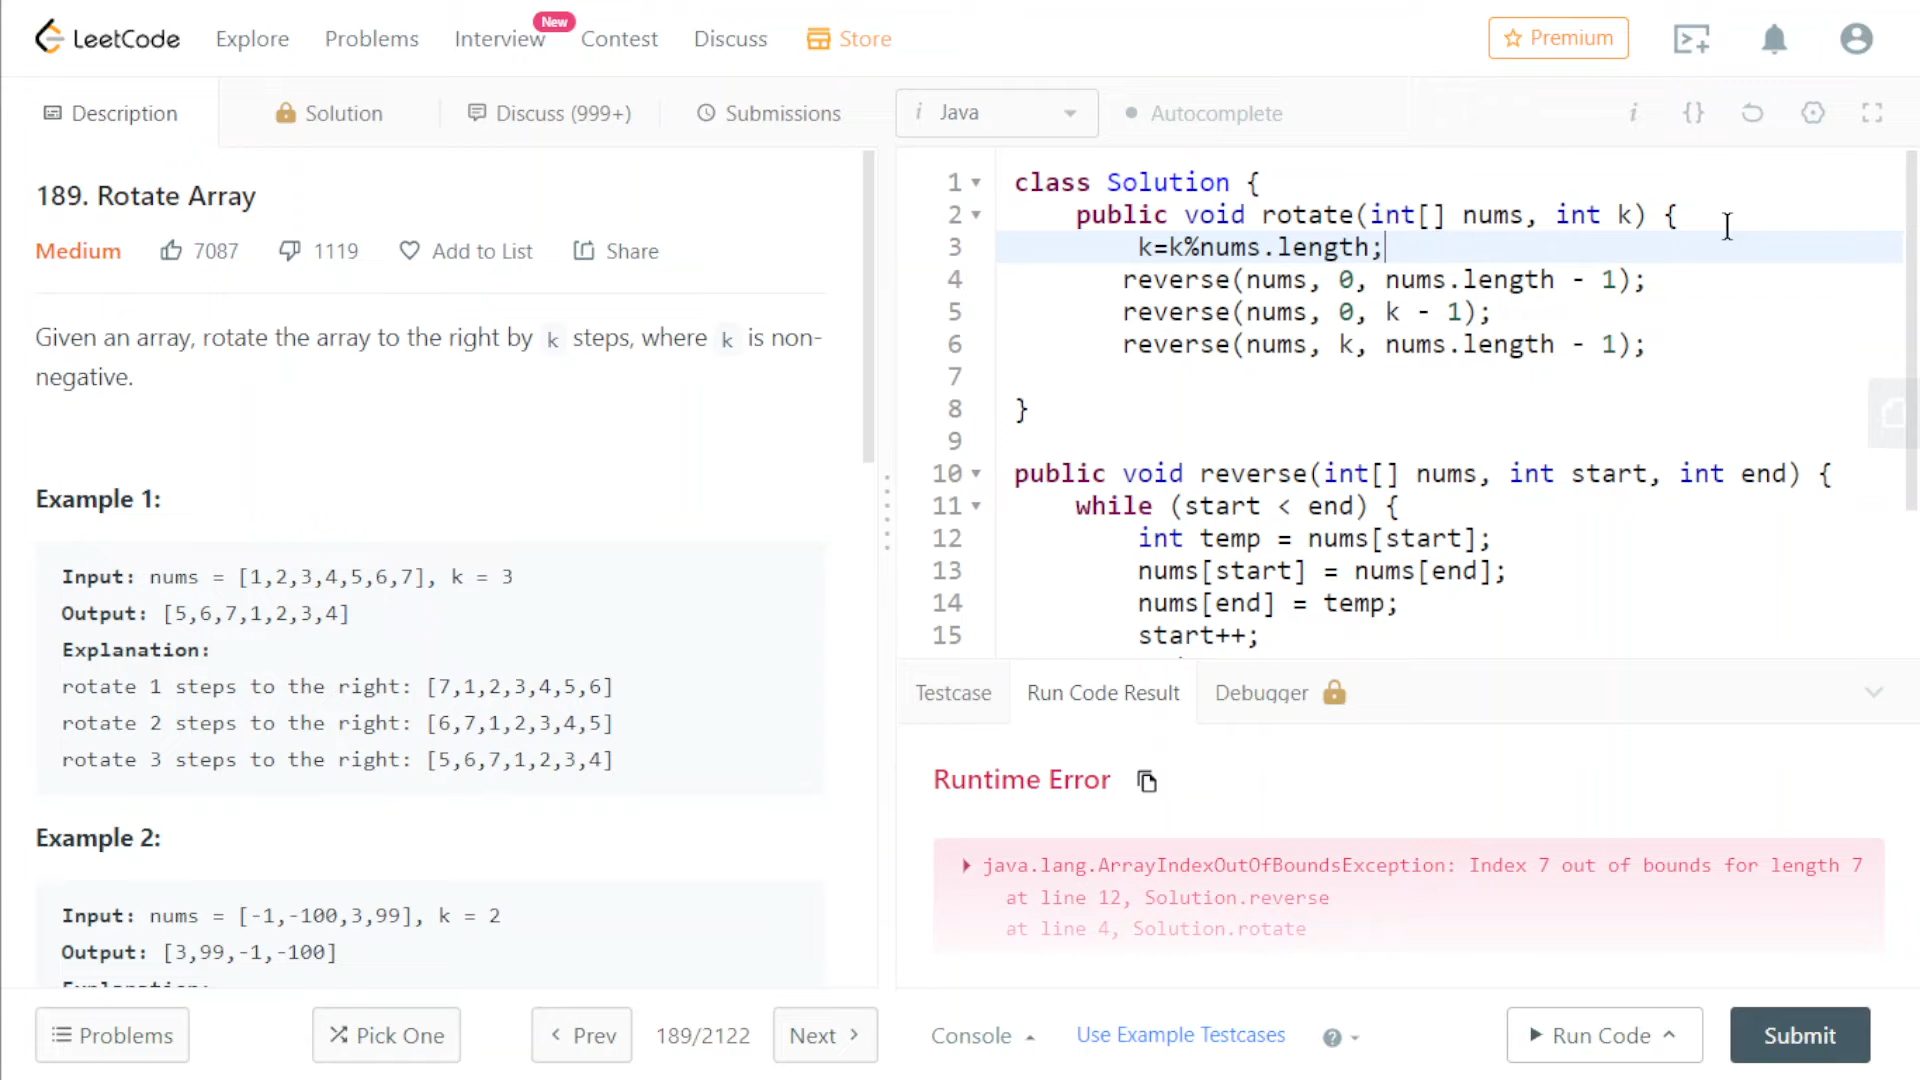 LeetCode Explore Problems Interview New Contest Discuss Store Premium
Description Solution Discuss (999+) Submissions
189. Rotate Array
Medium 7087 1119 Add to List Share
Given an array, rotate the array to the right by k steps, where k is non-
negative.
Example 1:
Input: nums = [1,2,3,4,5,6,7], k = 3
Output: [5,6,7,1,2,3,4]
Explanation:
rotate 1 steps to the right: [7,1,2,3,4,5,6]
rotate 2 steps to the right: [6,7,1,2,3,4,5]
rotate 3 steps to the right: [5,6,7,1,2,3,4]
Example 2:
Input: nums = [-1,-100,3,99], k = 2
Output: [3,99,-1,-100]
i Java Autocomplete i {}
1 class Solution {
2 public void rotate(int[] nums, int k) {
3 k=k%nums.length;
4 reverse(nums, 0, nums.length - 1);
5 reverse(nums, 0, k - 1);
6 reverse(nums, k, nums.length - 1);
7
8 }
9
10 public void reverse(int[] nums, int start, int end) {
11 while (start < end) {
12 int temp = nums[start];
13 nums[start] = nums[end];
14 nums[end] = temp;
15 start++;
Testcase Run Code Result Debugger
Runtime Error
java.lang.ArrayIndexOutOfBoundsException: Index 7 out of bounds for length 7
at line 12, Solution.reverse
at line 4, Solution.rotate
Problems Pick One Prev 189/2122 Next Console Use Example Testcases ? Run Code Submit